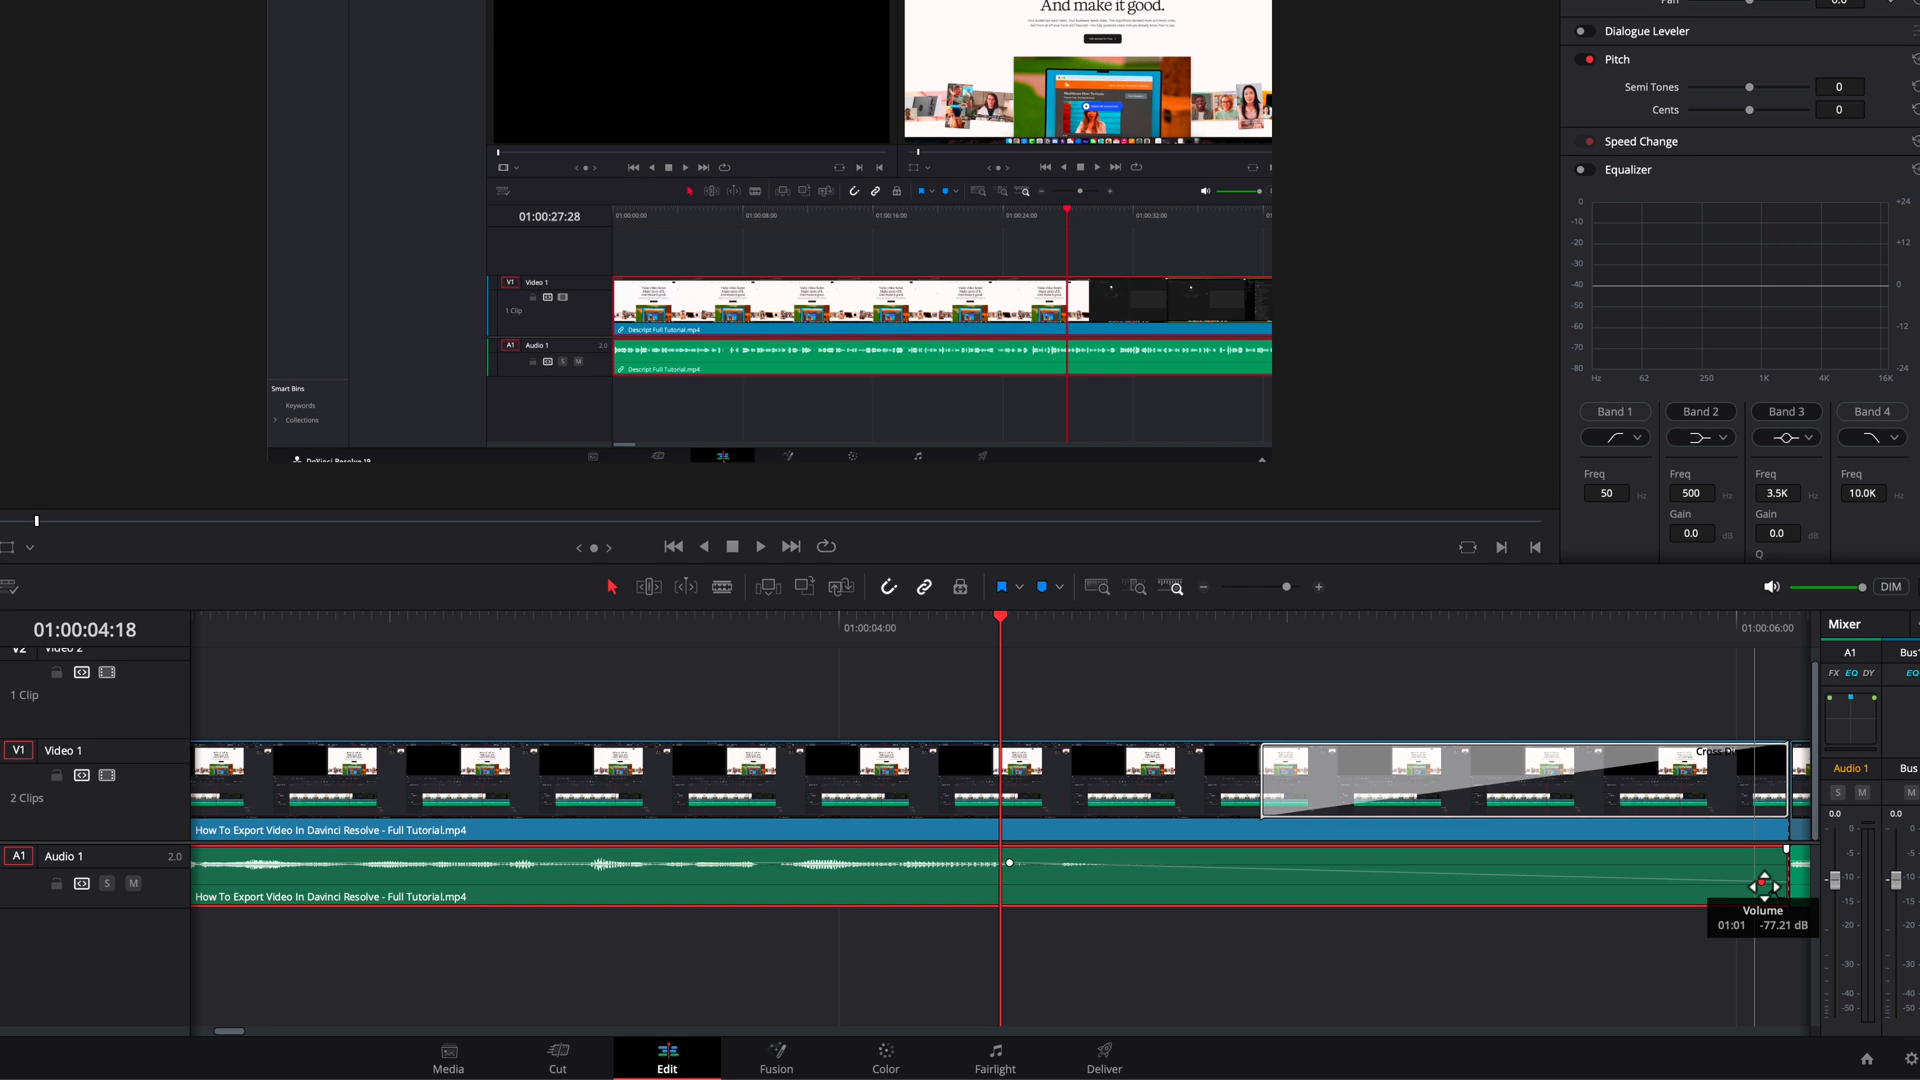 And make it good.
Pan
0.0
Dialogue Leveler
Pitch
Semi Tones
0
Cents
0
Speed Change
Equalizer
01:00:27:28
01:00:00:00
01:00:08:00
01:00:16:00
01:00:24:00
01:00:32:00
V1
Video 1
1 Clip
Descript Full Tutorial.mp4
A1
Audio 1
2.0
S
M
Descript Full Tutorial.mp4
Smart Bins
Keywords
Collections
DaVinci Resolve 19
0
-10
-20
-30
-40
-50
-60
-70
-80
+24
+12
0
-12
-24
Hz
62
250
1K
4K
16K
Band 1
Band 2
Band 3
Band 4
Freq
50
Hz
Freq
500
Hz
Freq
3.5K
Hz
Freq
10.0K
Hz
Gain
0.0
dB
Gain
0.0
dB
Q
DIM
01:00:04:18
01:00:04:00
01:00:06:00
Mixer
V2
Video 2
1 Clip
V1
Video 1
2 Clips
How To Export Video In Davinci Resolve - Full Tutorial.mp4
A1
Audio 1
2.0
S
M
How To Export Video In Davinci Resolve - Full Tutorial.mp4
Volume
01:01
-77.21 dB
A1
Bus1
FX
EQ
DY
EQ
Audio 1
Bus
S
M
M
0.0
0.0
0
-5
-10
-15
-20
-30
-40
-50
0
-5
-10
-15
-20
-30
-40
-50
Media
Cut
Edit
Fusion
Color
Fairlight
Deliver